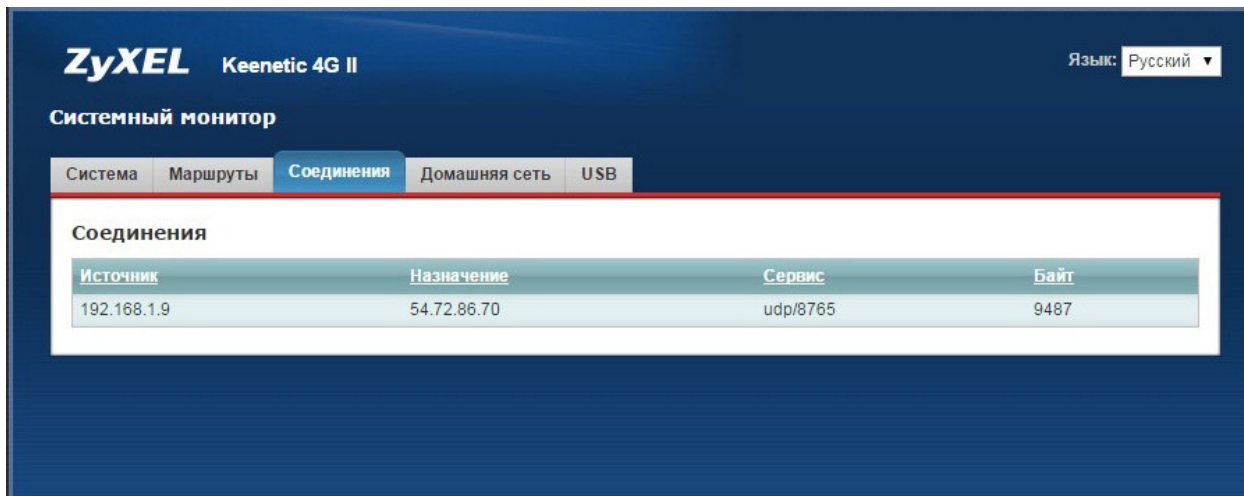 ZyXEL Keenetic 4G II
Язык: Русский
Системный монитор
Система Маршруты Соединения Домашняя сеть USB
Соединения
Источник Назначение Сервис Байт
192.168.1.9 54.72.86.70 udp/8765 9487